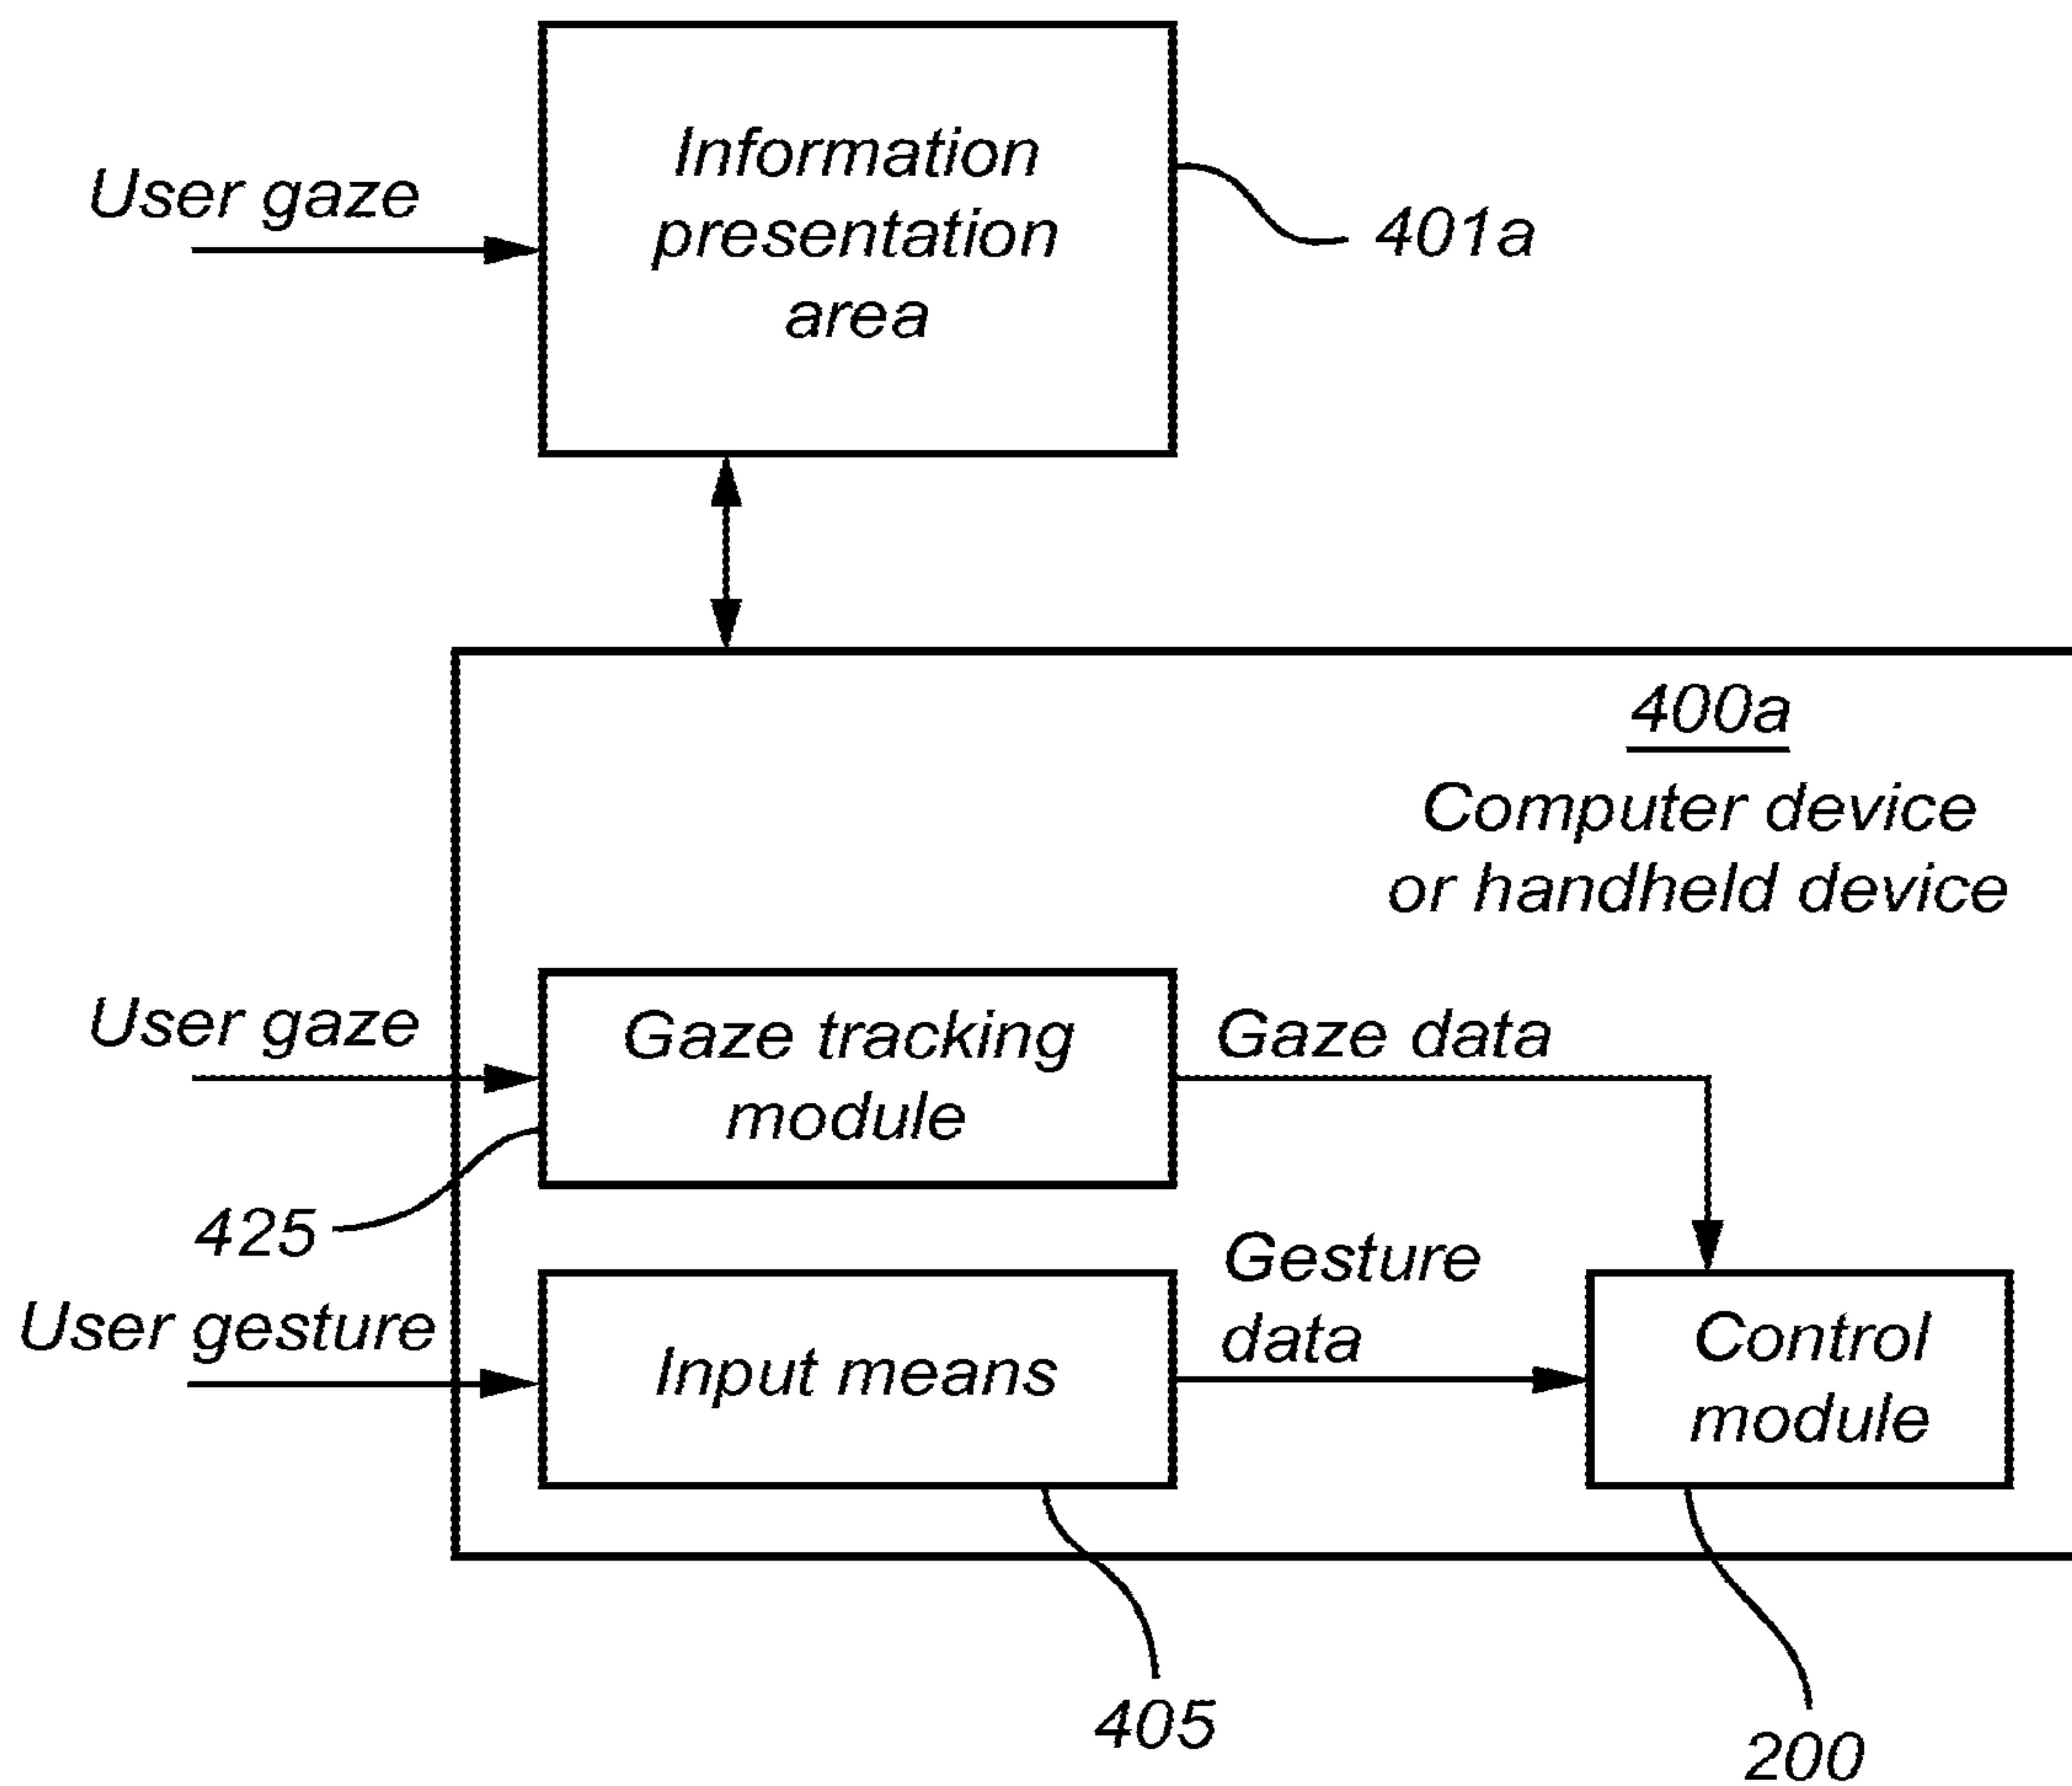 User gaze
Information
presentation
area
401a
400a
Computer device
or handheld device
User gaze
Gaze tracking
module
Gaze data
425
User gesture
Input means
Gesture
data
Control
module
405
200